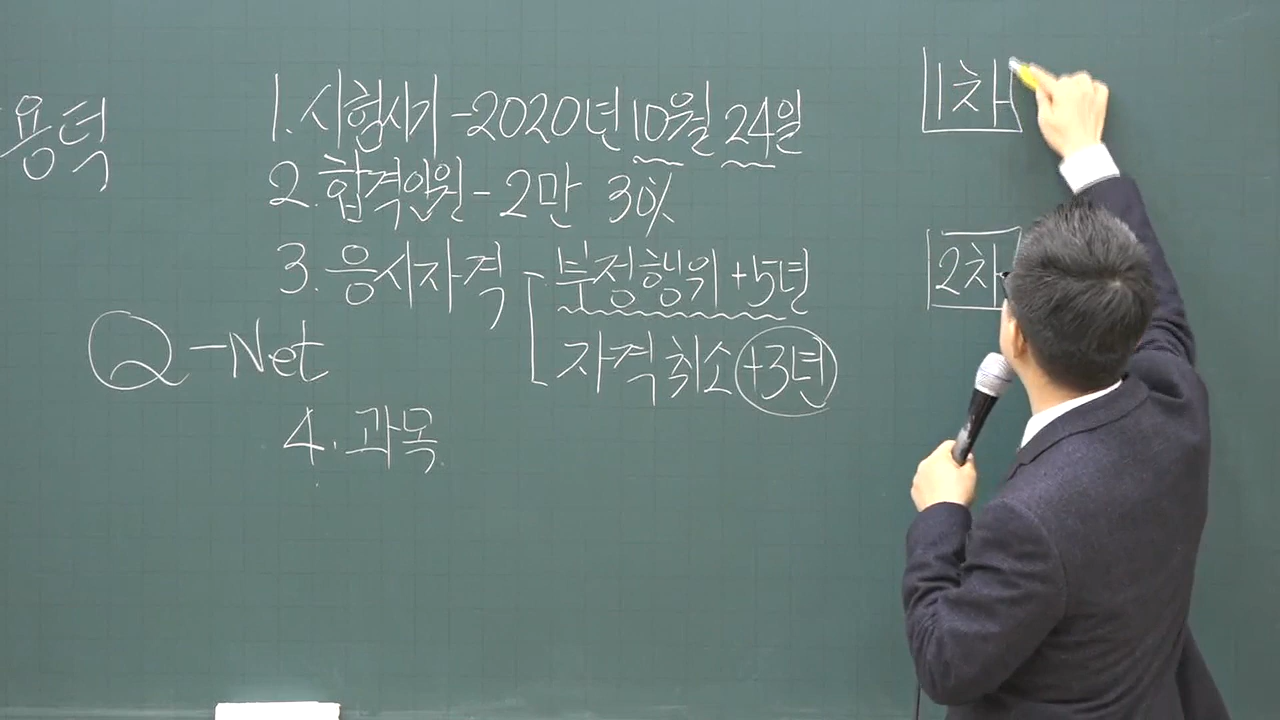 용덕
1. 시험시기 - 2020년 10월 24일
2. 합격인원 - 2만 30%
3. 응시자격 - 부정행위 +5년
자격취소 +3년
Q-Net
4. 과목
1차
2차